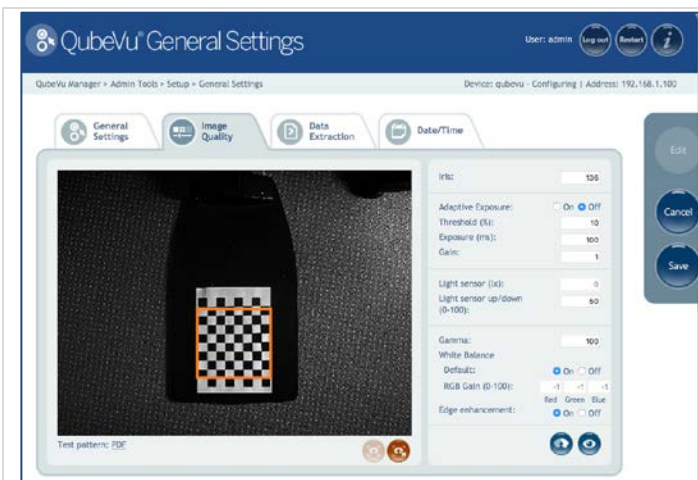 QubeVu® General Settings
User: admin
Log out
Restart
i
QubeVu Manager > Admin Tools > Setup > General Settings
Device: qubevu - Configuring | Address: 192.168.1.100
General Settings
Image Quality
Data Extraction
Date/Time
Edit
Cancel
Save
Iris: 136
Adaptive Exposure: On Off
Threshold (%): 10
Exposure (ms): 100
Gain: 1
Light sensor (lx): 0
Light sensor up/down
(0-100): 50
Gamma: 100
White Balance
Default: On Off
RGB Gain (0-100): -1 -1 -1
Red Green Blue
Edge enhancement: On Off
Test pattern: PDF